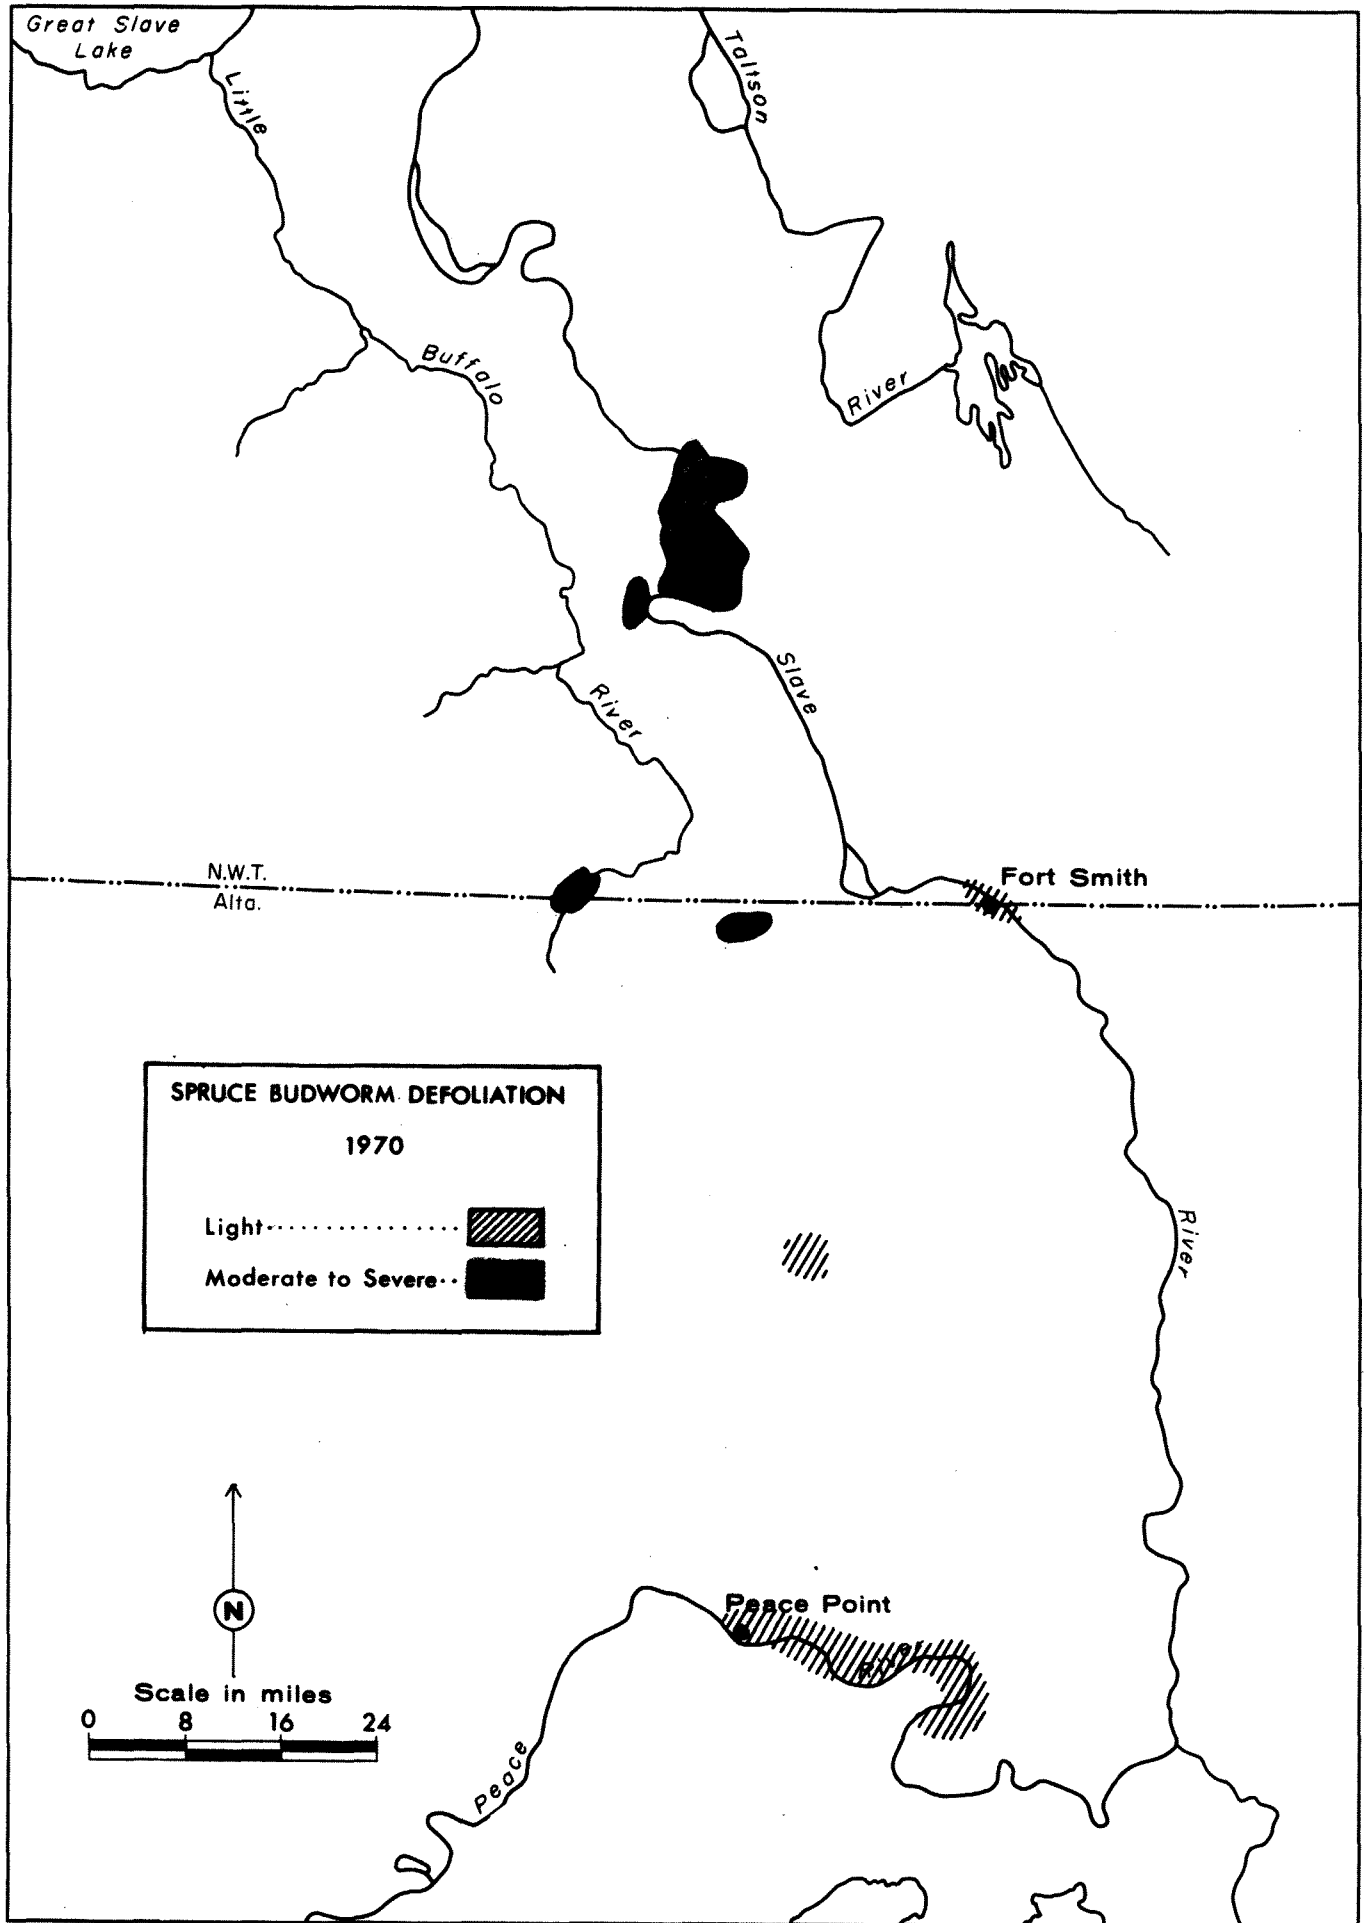 Great Slave
Lake
Little
Buffalo
River
Taltson
River
Slave
River
N.W.T.
Alta.
Fort Smith
SPRUCE BUDWORM DEFOLIATION
1970
Light
Moderate to Severe
N
Scale in miles
0 8 16 24
Peace Point
Peace
River